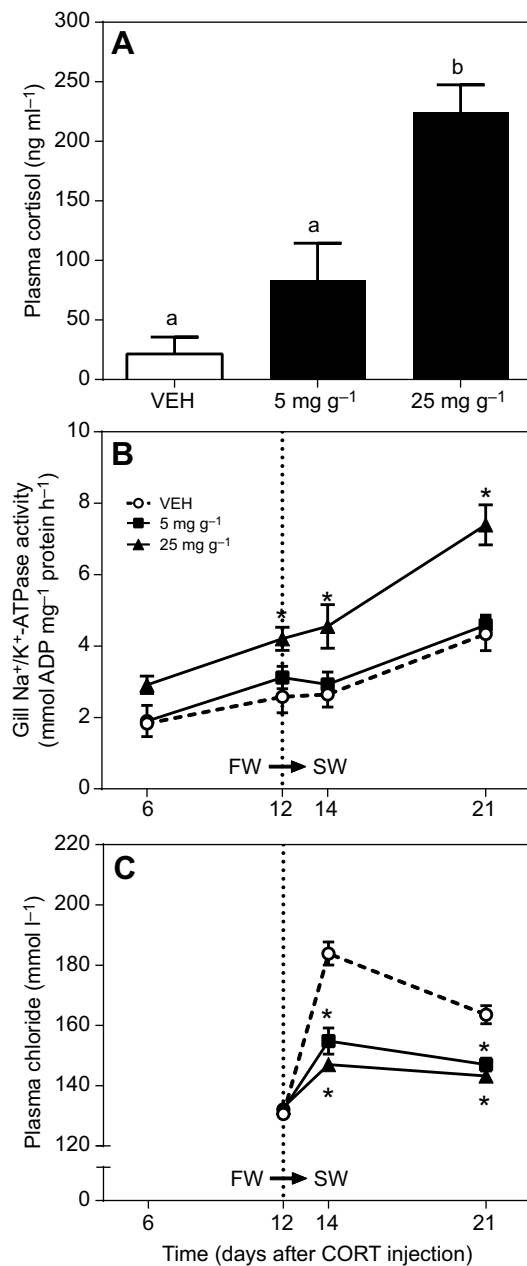 A
Plasma cortisol (ng ml⁻¹)
300
250
200
150
100
50
0
a
a
b
VEH
5 mg g⁻¹
25 mg g⁻¹
B
Gill Na⁺/K⁺-ATPase activity
(mmol ADP mg⁻¹ protein h⁻¹)
10
8
6
4
2
0
VEH
5 mg g⁻¹
25 mg g⁻¹
*
*
*
FW SW
6
12
14
21
C
Plasma chloride (mmol l⁻¹)
220
200
180
160
140
120
0
*
*
*
*
FW SW
6
12
14
21
Time (days after CORT injection)